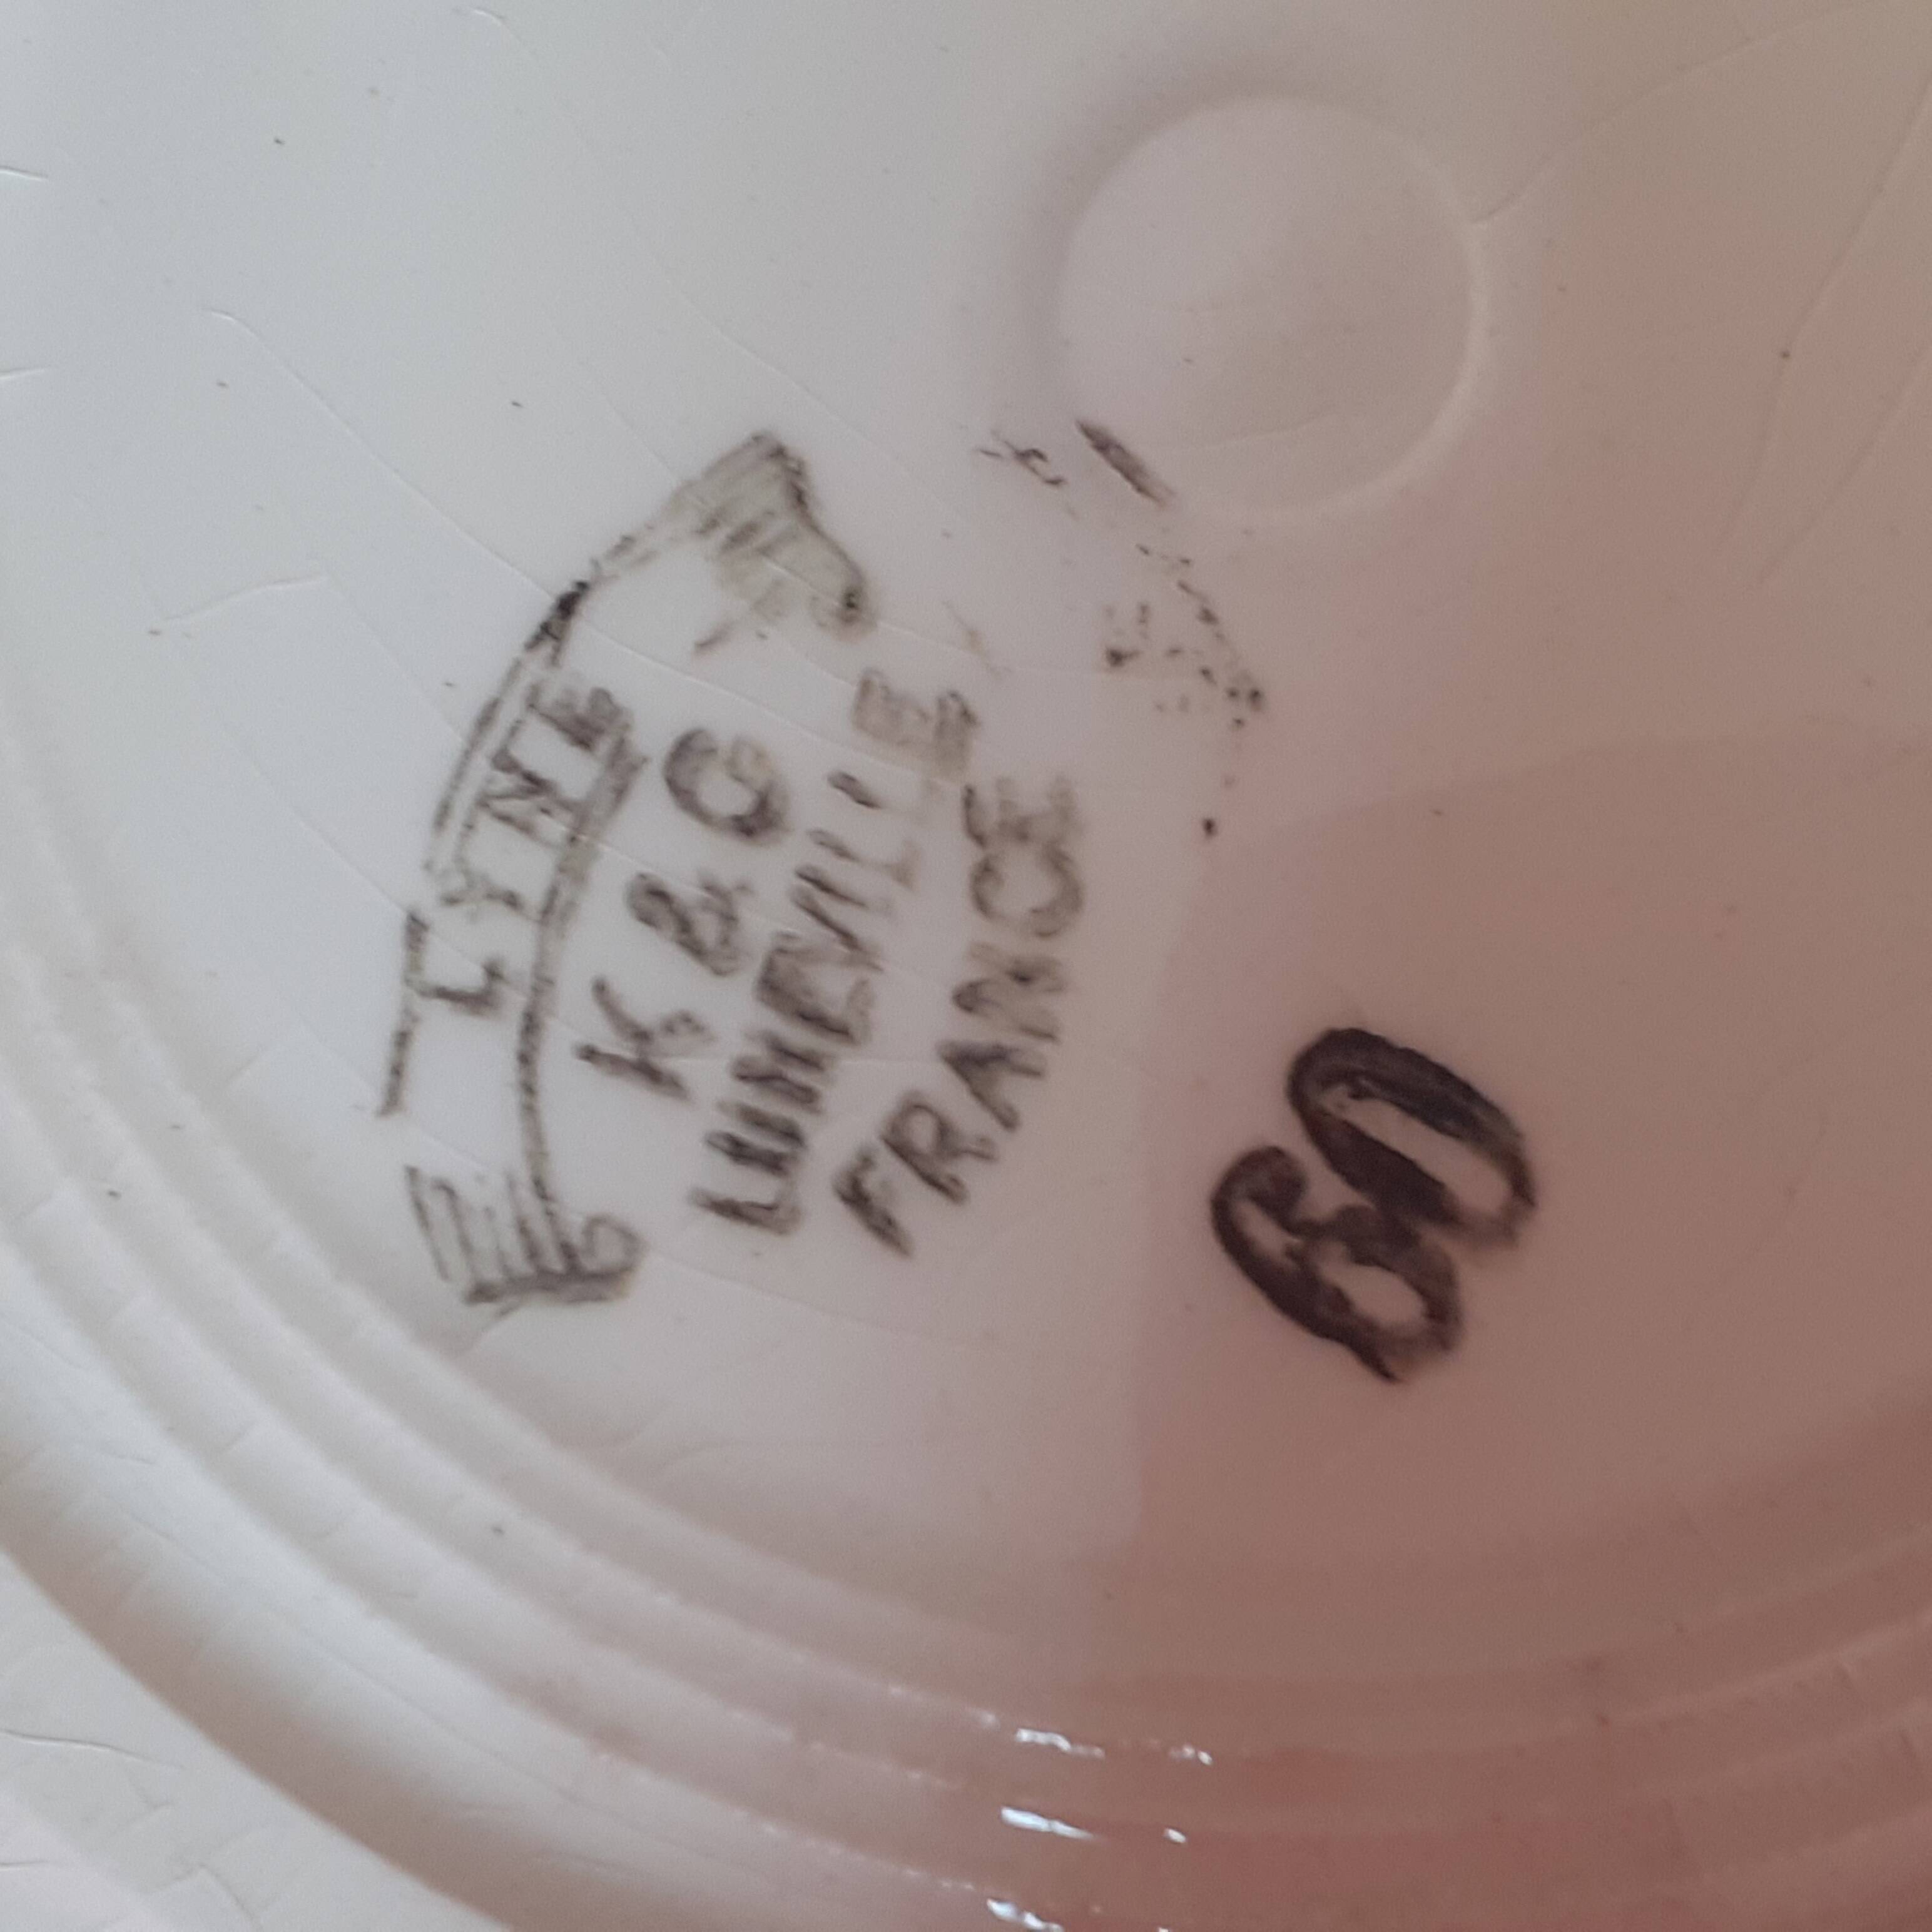 LYNE
K & G
LUNEVILLE
FRANCE
60